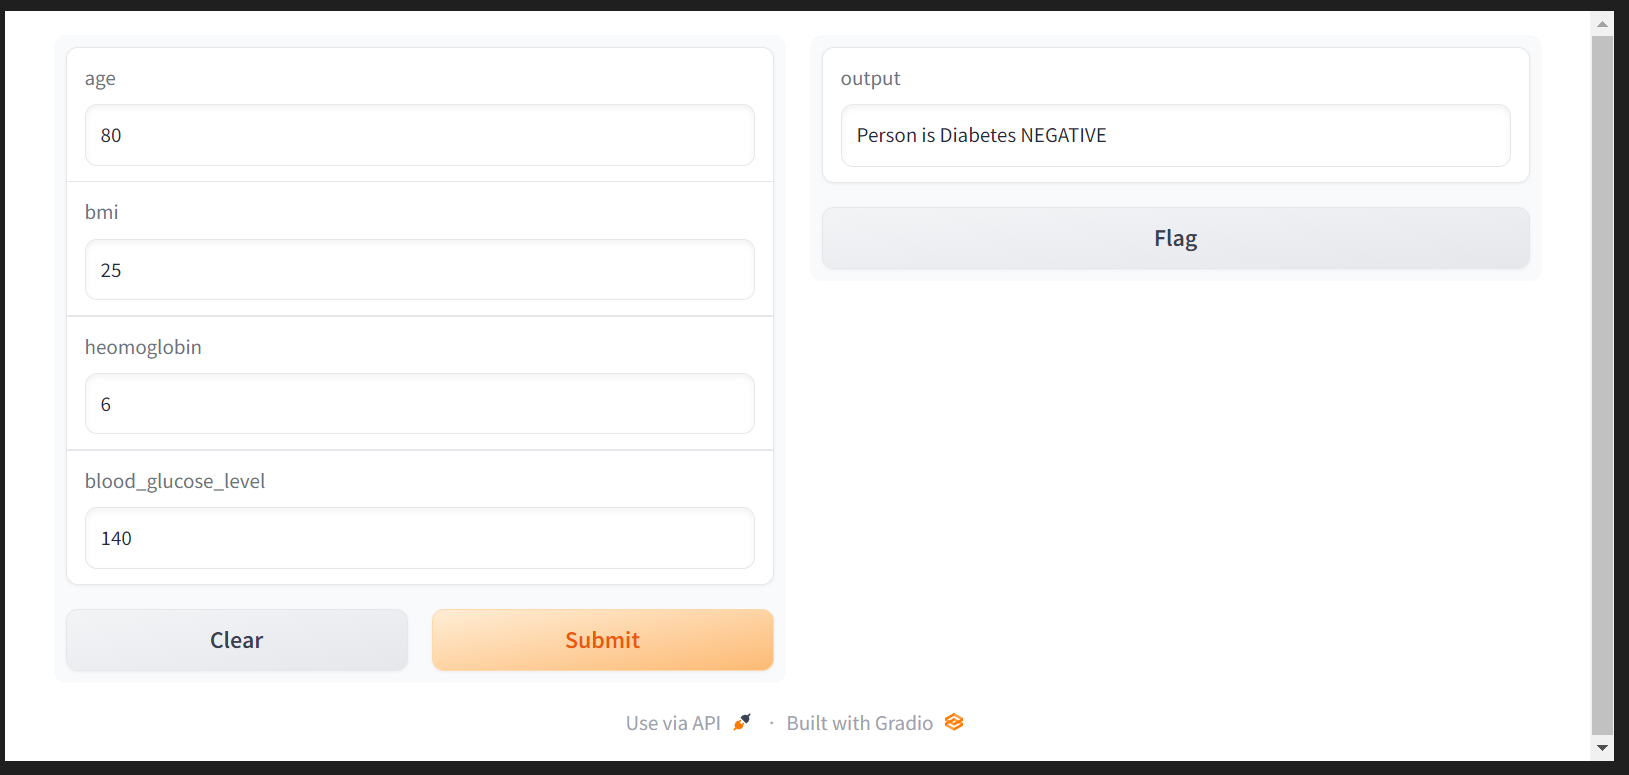 age
80
bmi
25
heomoglobin
6
blood_glucose_level
140
Clear
Submit
output
Person is Diabetes NEGATIVE
Flag
Use via API · Built with Gradio